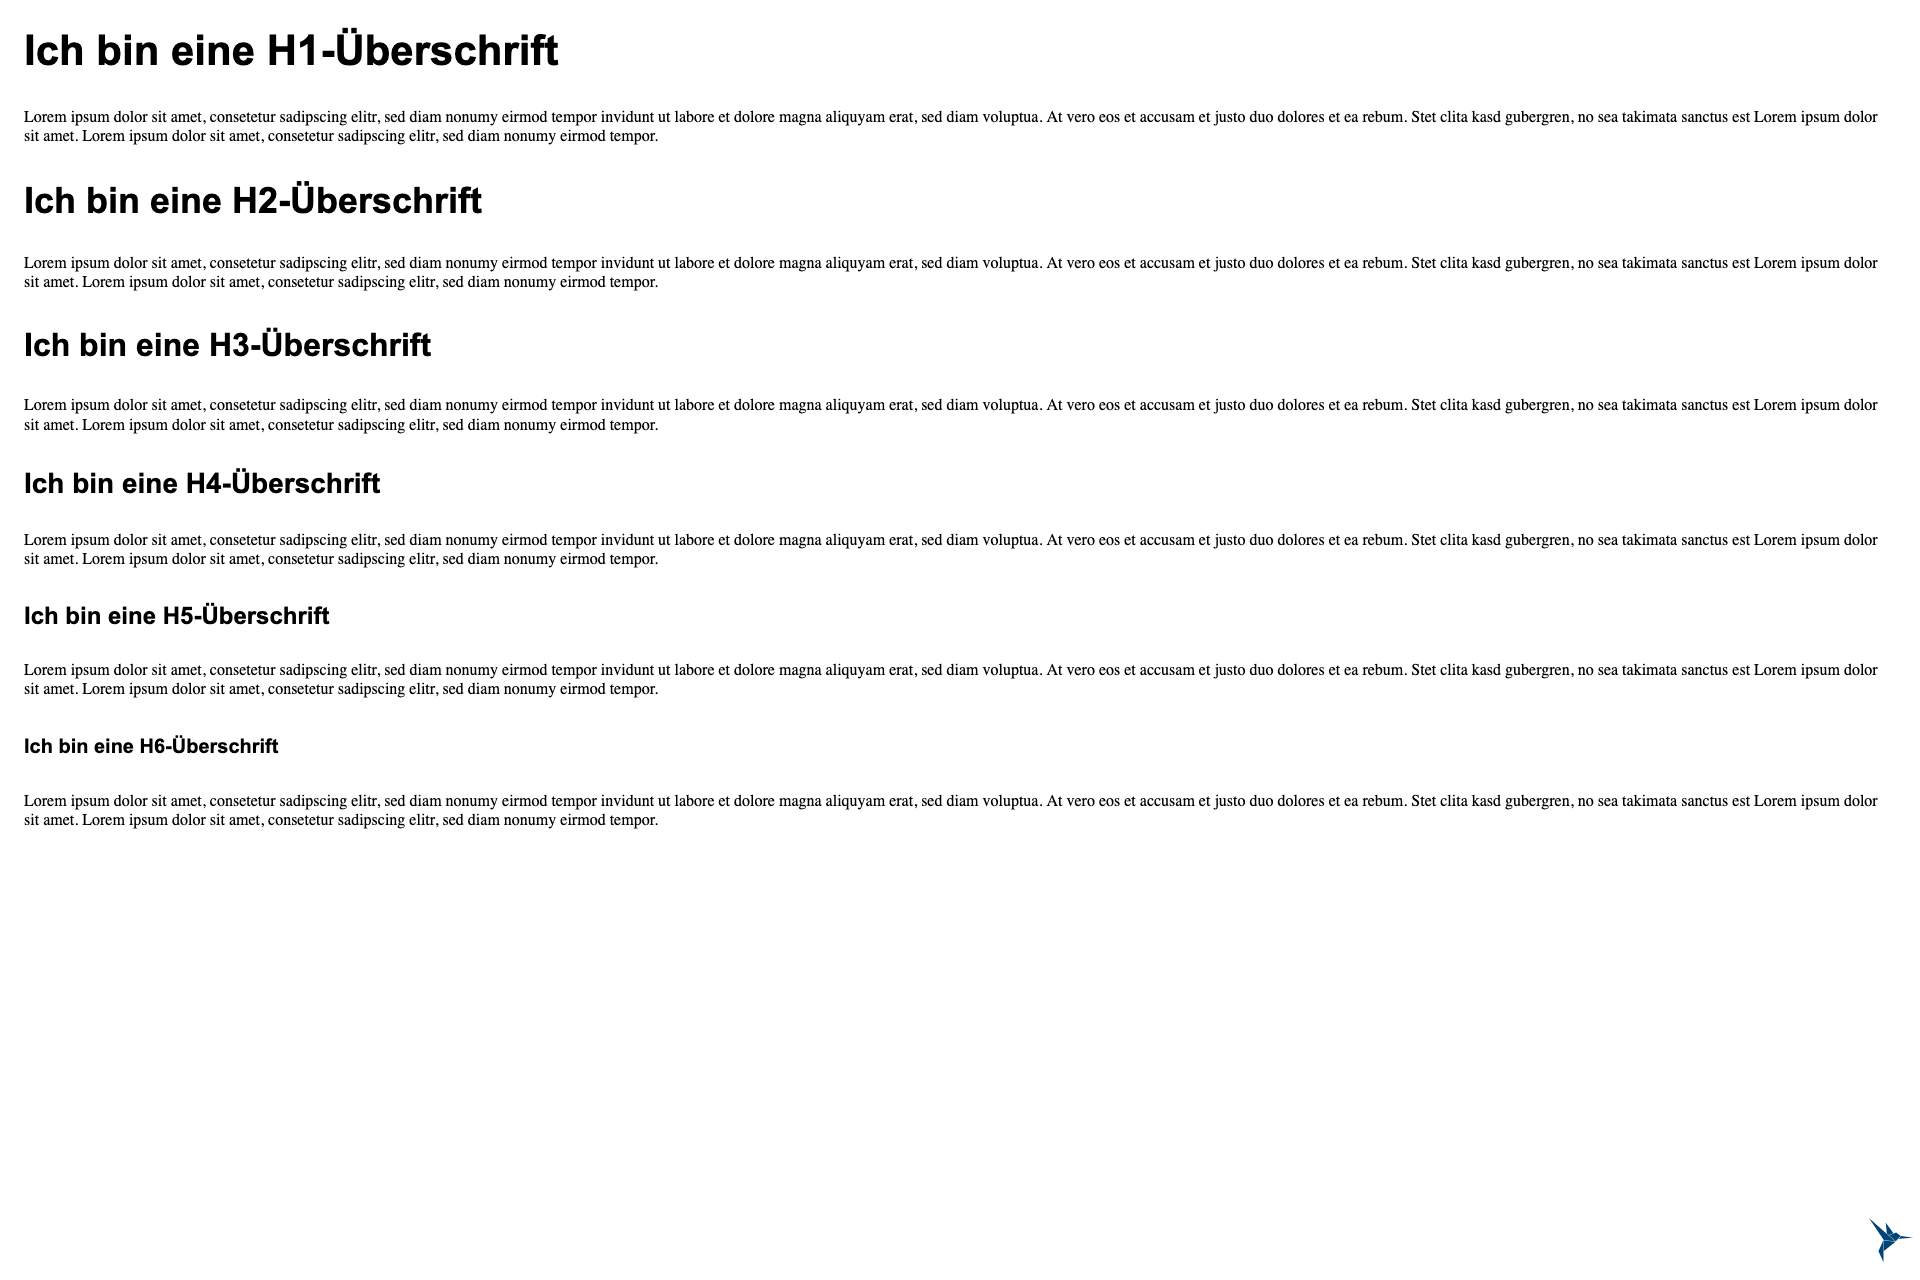 Ich bin eine H1-Überschrift
Lorem ipsum dolor sit amet, consetetur sadipscing elitr, sed diam nonumy eirmod tempor invidunt ut labore et dolore magna aliquyam erat, sed diam voluptua. At vero eos et accusam et justo duo dolores et ea rebum. Stet clita kasd gubergren, no sea takimata sanctus est Lorem ipsum dolor
sit amet. Lorem ipsum dolor sit amet, consetetur sadipscing elitr, sed diam nonumy eirmod tempor.
Ich bin eine H2-Überschrift
Lorem ipsum dolor sit amet, consetetur sadipscing elitr, sed diam nonumy eirmod tempor invidunt ut labore et dolore magna aliquyam erat, sed diam voluptua. At vero eos et accusam et justo duo dolores et ea rebum. Stet clita kasd gubergren, no sea takimata sanctus est Lorem ipsum dolor
sit amet. Lorem ipsum dolor sit amet, consetetur sadipscing elitr, sed diam nonumy eirmod tempor.
Ich bin eine H3-Überschrift
Lorem ipsum dolor sit amet, consetetur sadipscing elitr, sed diam nonumy eirmod tempor invidunt ut labore et dolore magna aliquyam erat, sed diam voluptua. At vero eos et accusam et justo duo dolores et ea rebum. Stet clita kasd gubergren, no sea takimata sanctus est Lorem ipsum dolor
sit amet. Lorem ipsum dolor sit amet, consetetur sadipscing elitr, sed diam nonumy eirmod tempor.
Ich bin eine H4-Überschrift
Lorem ipsum dolor sit amet, consetetur sadipscing elitr, sed diam nonumy eirmod tempor invidunt ut labore et dolore magna aliquyam erat, sed diam voluptua. At vero eos et accusam et justo duo dolores et ea rebum. Stet clita kasd gubergren, no sea takimata sanctus est Lorem ipsum dolor
sit amet. Lorem ipsum dolor sit amet, consetetur sadipscing elitr, sed diam nonumy eirmod tempor.
Ich bin eine H5-Überschrift
Lorem ipsum dolor sit amet, consetetur sadipscing elitr, sed diam nonumy eirmod tempor invidunt ut labore et dolore magna aliquyam erat, sed diam voluptua. At vero eos et accusam et justo duo dolores et ea rebum. Stet clita kasd gubergren, no sea takimata sanctus est Lorem ipsum dolor
sit amet. Lorem ipsum dolor sit amet, consetetur sadipscing elitr, sed diam nonumy eirmod tempor.
Ich bin eine H6-Überschrift
Lorem ipsum dolor sit amet, consetetur sadipscing elitr, sed diam nonumy eirmod tempor invidunt ut labore et dolore magna aliquyam erat, sed diam voluptua. At vero eos et accusam et justo duo dolores et ea rebum. Stet clita kasd gubergren, no sea takimata sanctus est Lorem ipsum dolor
sit amet. Lorem ipsum dolor sit amet, consetetur sadipscing elitr, sed diam nonumy eirmod tempor.